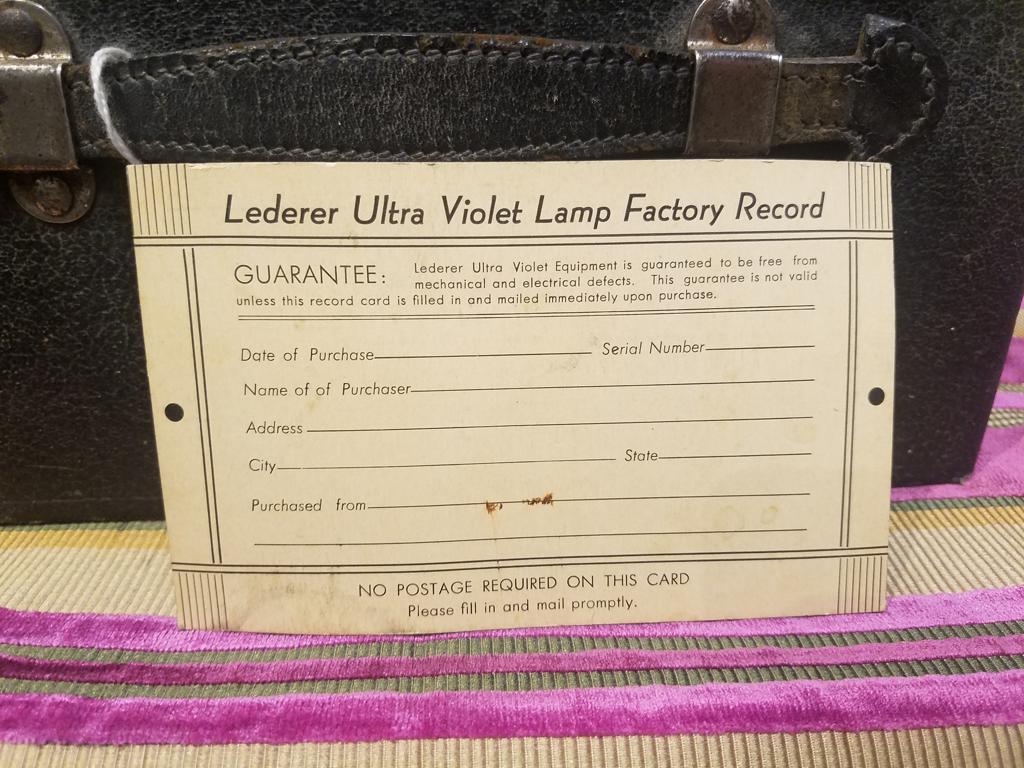 Lederer Ultra Violet Lamp Factory Record
GUARANTEE: Lederer Ultra Violet Equipment is guaranteed to be free from
mechanical and electrical defects. This guarantee is not valid
unless this record card is filled in and mailed immediately upon purchase.
Date of Purchase Serial Number
Name of of Purchaser
Address
City State
Purchased from
NO POSTAGE REQUIRED ON THIS CARD
Please fill in and mail promptly.